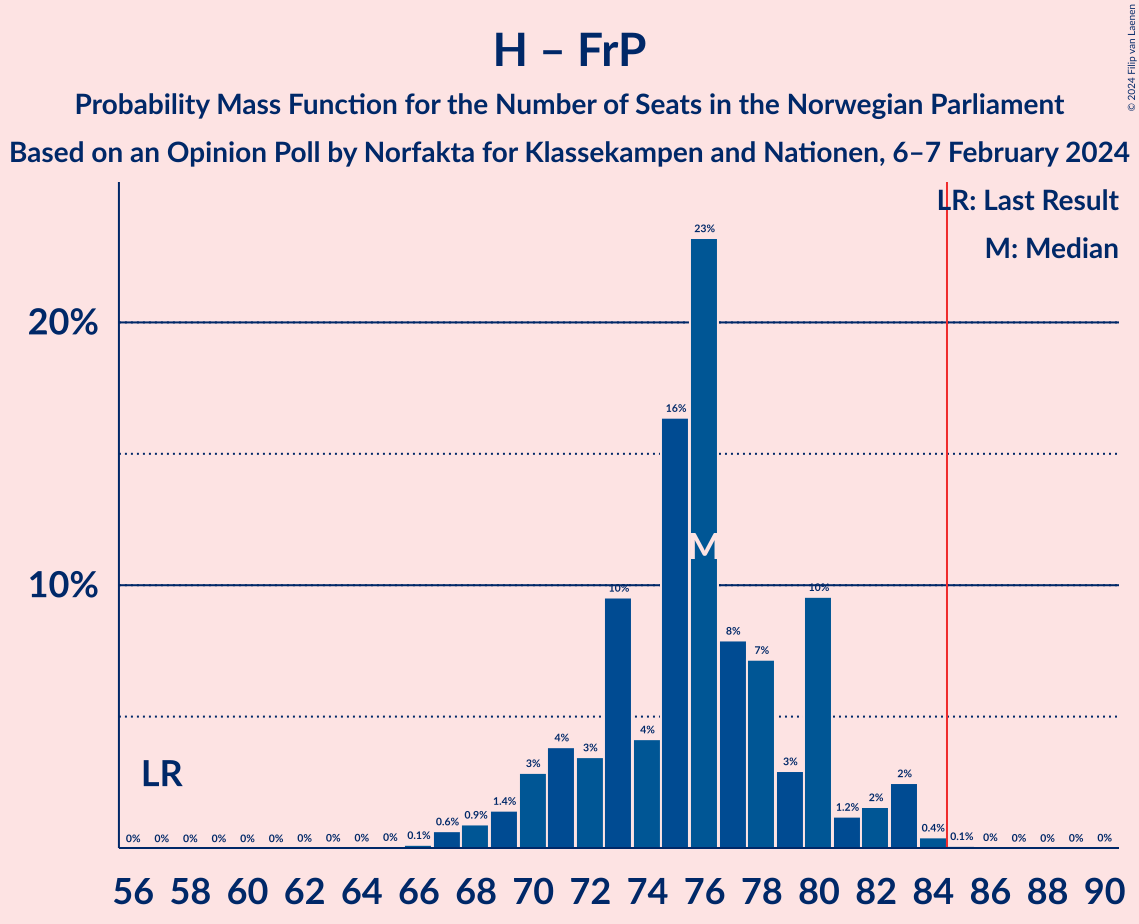 H – FrP
Probability Mass Function for the Number of Seats in the Norwegian Parliament
Based on an Opinion Poll by Norfakta for Klassekampen and Nationen, 6–7 February 2024
© 2024 Filip van Laenen
LR: Last Result
M: Median
20%
10%
LR
M
0% 0% 0% 0% 0% 0% 0% 0% 0% 0% 0.1% 0.6% 0.9% 1.4% 3% 4% 3% 10% 4% 16% 23% 8% 7% 3% 10% 1.2% 2% 2% 0.4% 0.1% 0% 0% 0% 0% 0%
56 58 60 62 64 66 68 70 72 74 76 78 80 82 84 86 88 90